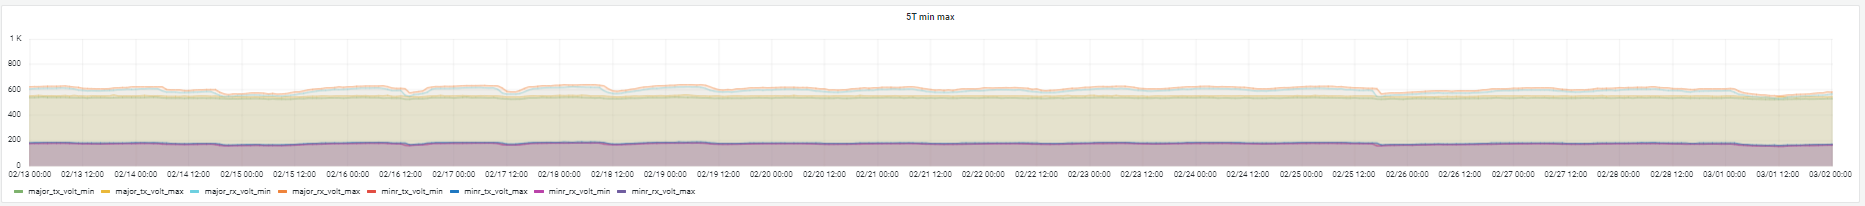 5T min max
1 K
800
600
400
200
0
02/13 00:00 02/13 12:00 02/14 00:00 02/14 12:00 02/15 00:00 02/15 12:00 02/16 00:00 02/16 12:00 02/17 00:00 02/17 12:00 02/18 00:00 02/18 12:00 02/19 00:00 02/19 12:00 02/20 00:00 02/20 12:00 02/21 00:00 02/21 12:00 02/22 00:00 02/22 12:00 02/23 00:00 02/23 12:00 02/24 00:00 02/24 12:00 02/25 00:00 02/25 12:00 02/26 00:00 02/26 12:00 02/27 00:00 02/27 12:00 02/28 00:00 02/28 12:00 03/01 00:00 03/01 12:00 03/02 00:00
major_tx_volt_min major_tx_volt_max major_rx_volt_min major_rx_volt_max minr_tx_volt_min minr_tx_volt_max minr_rx_volt_min minr_rx_volt_max